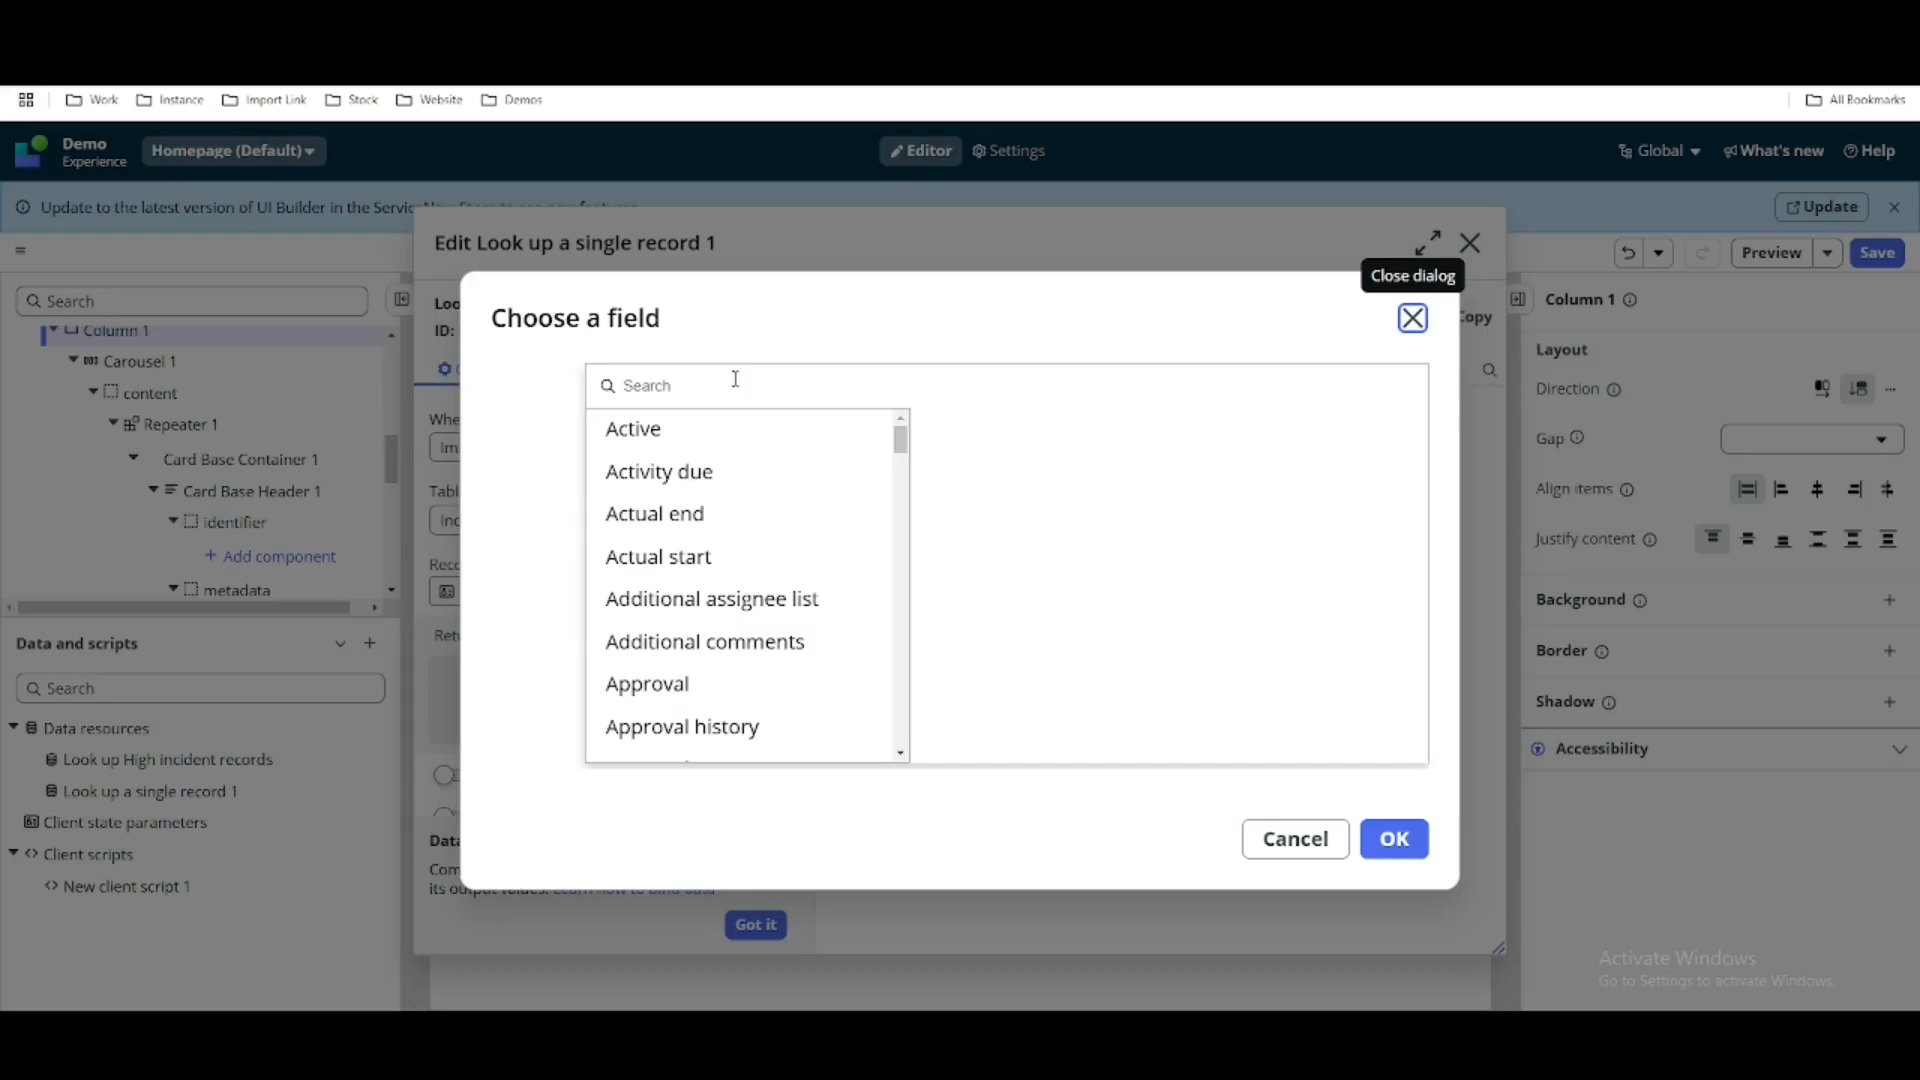 Work
Instance
Import Link
Stock
Website
Demos
All Bookmarks
Demo
Experience
Homepage (Default)
Editor
Settings
Global
What's new
Help
Update to the latest version of UI Builder in the
Update
Edit Look up a single record 1
Preview
Save
Close dialog
Search
Column 1
Carousel 1
content
Repeater 1
Card Base Container 1
Card Base Header 1
identifier
+ Add component
metadata
Data and scripts
Search
Data resources
Look up High incident records
Look up a single record 1
Client state parameters
Client scripts
New client script 1
ID:
Copy
Choose a field
Search
Active
Activity due
Actual end
Actual start
Additional assignee list
Additional comments
Approval
Approval history
Cancel
OK
Got it
Column 1
Layout
Direction
Gap
Align items
Justify content
Background
Border
Shadow
Accessibility
Activate Windows
Go to Settings to activate Windows.